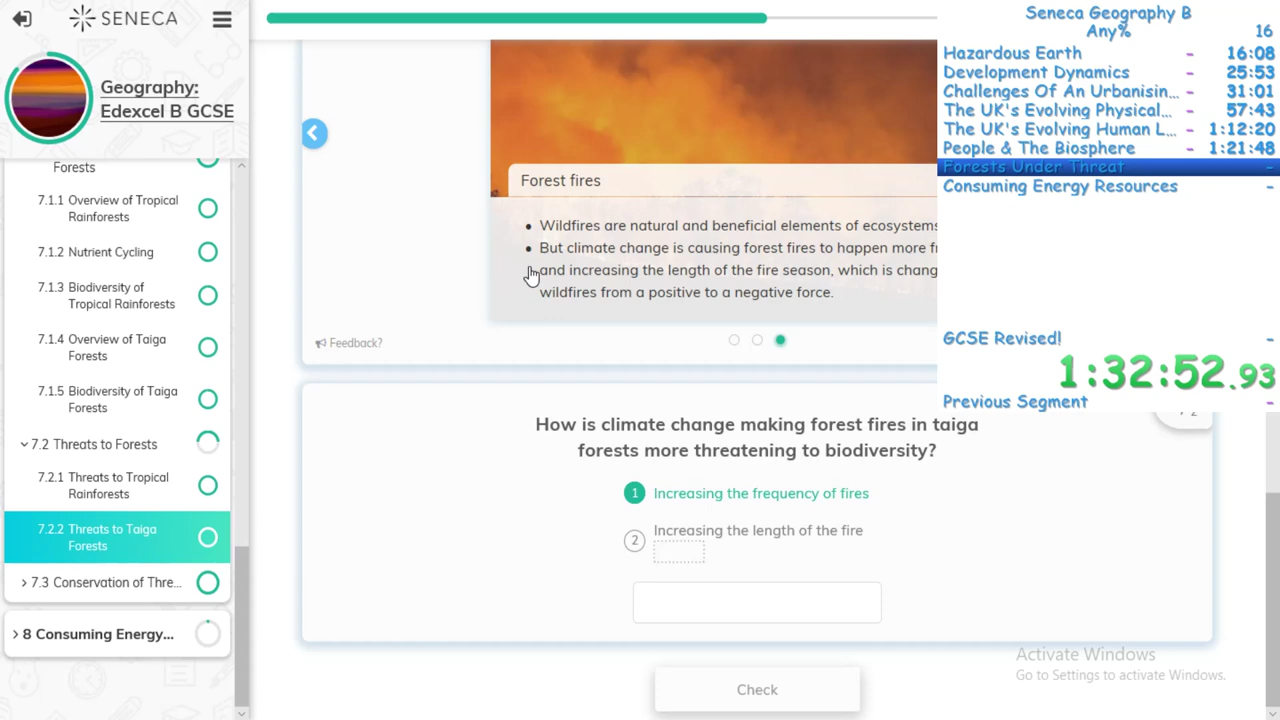 SENECA
Geography:
Edexcel B GCSE
Forests
7.1.1 Overview of Tropical
Rainforests
7.1.2 Nutrient Cycling
7.1.3 Biodiversity of
Tropical Rainforests
7.1.4 Overview of Taiga
Forests
7.1.5 Biodiversity of Taiga
Forests
7.2 Threats to Forests
7.2.1 Threats to Tropical
Rainforests
7.2.2 Threats to Taiga
Forests
7.3 Conservation of Thre...
8 Consuming Energy...
Forest fires
• Wildfires are natural and beneficial elements of ecosystems
• But climate change is causing forest fires to happen more fr
and increasing the length of the fire season, which is chang
wildfires from a positive to a negative force.
Feedback?
How is climate change making forest fires in taiga
forests more threatening to biodiversity?
1 Increasing the frequency of fires
2 Increasing the length of the fire
Check
Seneca Geography B
Any% 16
Hazardous Earth - 16:08
Development Dynamics - 25:53
Challenges Of An Urbanisin... - 31:01
The UK's Evolving Physical... - 57:43
The UK's Evolving Human L... - 1:12:20
People & The Biosphere - 1:21:48
Forests Under Threat -
Consuming Energy Resources -
GCSE Revised! -
1:32:52.93
Previous Segment -
Activate Windows
Go to Settings to activate Windows.